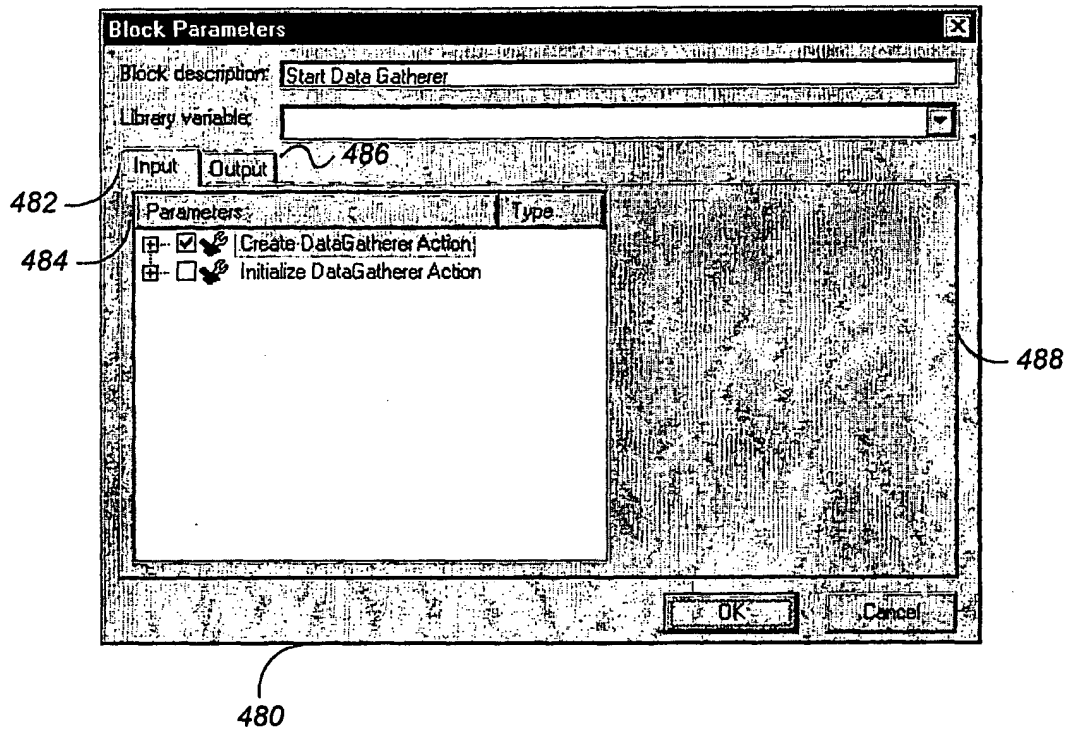 Block Parameters
Block description: Start Data Gatherer
Library variable:
486
Input Output
482
Parameters Type
484
Create DataGatherer Action
Initialize DataGatherer Action
488
OK Cancel
480